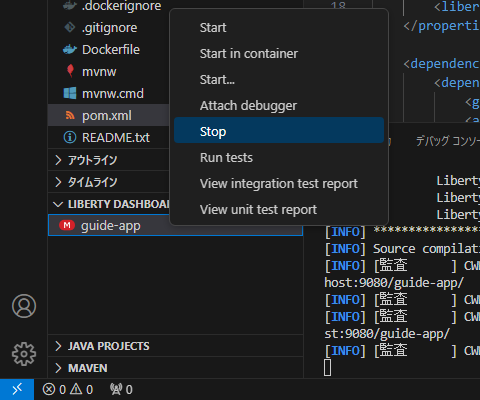 .dockerignore
.gitignore
Dockerfile
mvnw
mvnw.cmd
pom.xml
README.txt
アウトライン
タイムライン
LIBERTY DASHBOA
guide-app
JAVA PROJECTS
MAVEN
0 0 0
Start
Start in container
Start...
Attach debugger
Stop
Run tests
View integration test report
View unit test report
18 <liber
</properti
<dependenc
<depen
<g
<a
デバッグ コンソー
Liberty
Liberty
Liberty
[INFO] ****************
[INFO] Source compilati
[INFO] [監査 ] CW
host:9080/guide-app/
[INFO] [監査 ] CW
[INFO] [監査 ] CW
st:9080/guide-app/
[INFO] [監査 ] CW